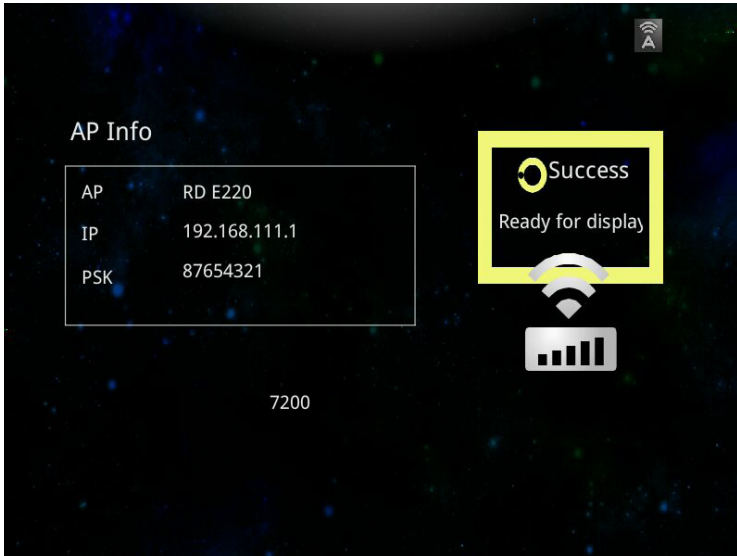 A
AP Info
AP RD E220
IP 192.168.111.1
PSK 87654321
Success
Ready for display
7200